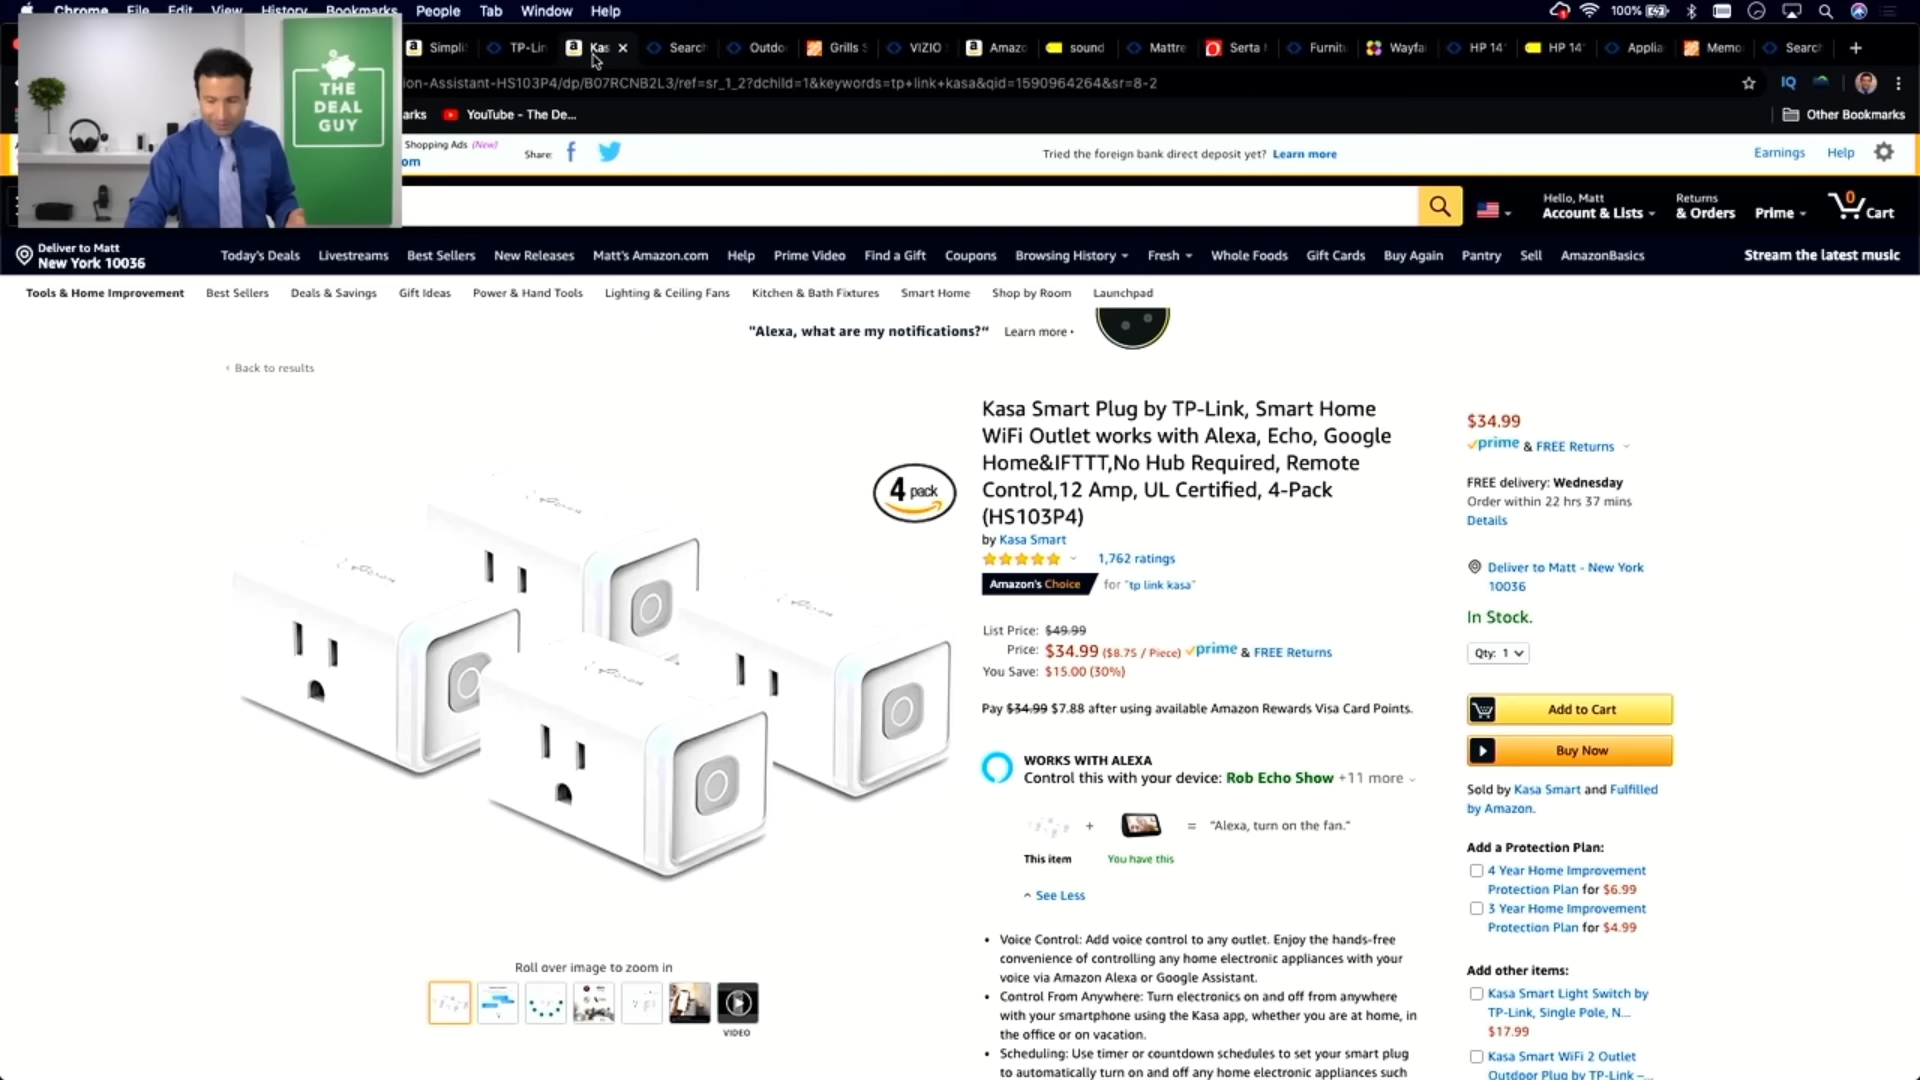 Chrome File Edit View History Bookmarks People Tab Window Help
100%
Simpli TP-Lin Kas Search Outdo Grills VIZIO Amazo sound Mattre Serta Furnitu Wayfa HP 14" HP 14" Applia Memo Search
ion-Assistant-HS103P4/dp/B07RCNB2L3/ref=sr_1_2?dchild=1&keywords=tp+link+kasa&qid=1590964264&sr=8-2
IQ
THE
DEAL
GUY
arks YouTube - The De... Other Bookmarks
Shopping Ads (New)
om
Share:
Tried the foreign bank direct deposit yet? Learn more
Earnings Help
Hello, Matt
Account & Lists
Returns
& Orders
Prime
0
Cart
Deliver to Matt
New York 10036
Today's Deals Livestreams Best Sellers New Releases Matt's Amazon.com Help Prime Video Find a Gift Coupons Browsing History Fresh Whole Foods Gift Cards Buy Again Pantry Sell AmazonBasics Stream the latest music
Tools & Home Improvement Best Sellers Deals & Savings Gift Ideas Power & Hand Tools Lighting & Ceiling Fans Kitchen & Bath Fixtures Smart Home Shop by Room Launchpad
"Alexa, what are my notifications?" Learn more
‹ Back to results
4 pack
Kasa Smart Plug by TP-Link, Smart Home
WiFi Outlet works with Alexa, Echo, Google
Home&IFTTT,No Hub Required, Remote
Control,12 Amp, UL Certified, 4-Pack
(HS103P4)
by Kasa Smart
1,762 ratings
Amazon's Choice for "tp link kasa"
List Price: $49.99
Price: $34.99 ($8.75 / Piece) prime & FREE Returns
You Save: $15.00 (30%)
Pay $34.99 $7.88 after using available Amazon Rewards Visa Card Points.
WORKS WITH ALEXA
Control this with your device: Rob Echo Show +11 more
+ = "Alexa, turn on the fan."
This item You have this
See Less
• Voice Control: Add voice control to any outlet. Enjoy the hands-free
convenience of controlling any home electronic appliances with your
voice via Amazon Alexa or Google Assistant.
• Control From Anywhere: Turn electronics on and off from anywhere
with your smartphone using the Kasa app, whether you are at home, in
the office or on vacation.
• Scheduling: Use timer or countdown schedules to set your smart plug
to automatically turn on and off any home electronic appliances such
Roll over image to zoom in
VIDEO
$34.99
prime & FREE Returns
FREE delivery: Wednesday
Order within 22 hrs 37 mins
Details
Deliver to Matt - New York
10036
In Stock.
Qty: 1
Add to Cart
Buy Now
Sold by Kasa Smart and Fulfilled
by Amazon.
Add a Protection Plan:
4 Year Home Improvement
Protection Plan for $6.99
3 Year Home Improvement
Protection Plan for $4.99
Add other items:
Kasa Smart Light Switch by
TP-Link, Single Pole, N...
$17.99
Kasa Smart WiFi 2 Outlet
Outdoor Plug by TP-Link –...